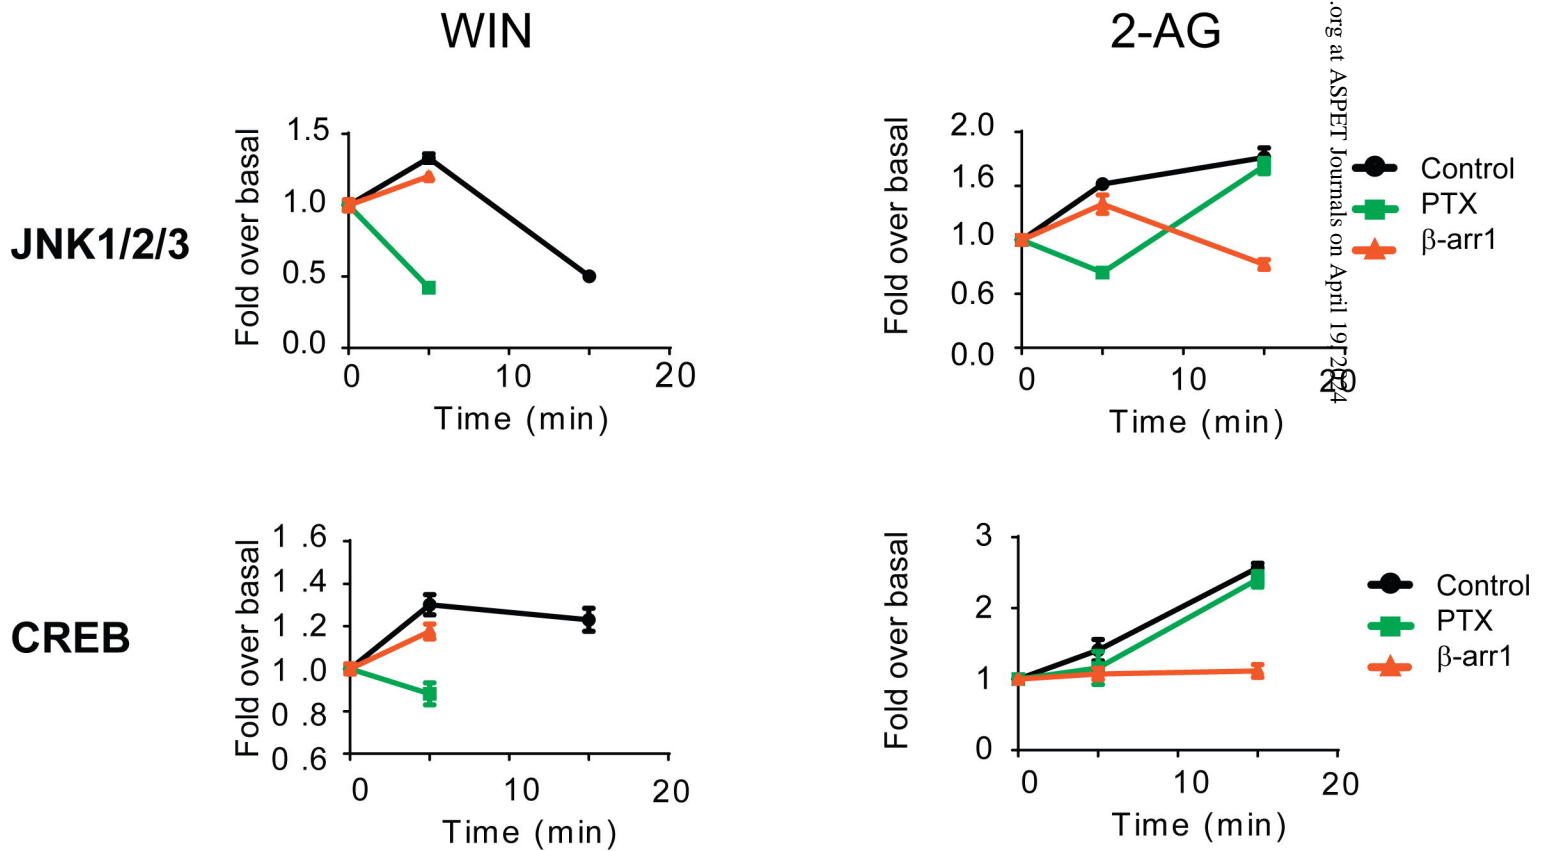 WIN
2-AG
.org at ASPET Journals on April 19, 2024
JNK1/2/3
Fold over basal
1.5
1.0
0.5
0.0
0
10
20
Time (min)
Fold over basal
2.0
1.6
1.0
0.6
0.0
0
10
20
Time (min)
Control
PTX
β-arr1
CREB
Fold over basal
1 .6
1 .4
1 .2
1 .0
0 .8
0 .6
0
10
20
Time (min)
Fold over basal
3
2
1
0
0
10
20
Time (min)
Control
PTX
β-arr1